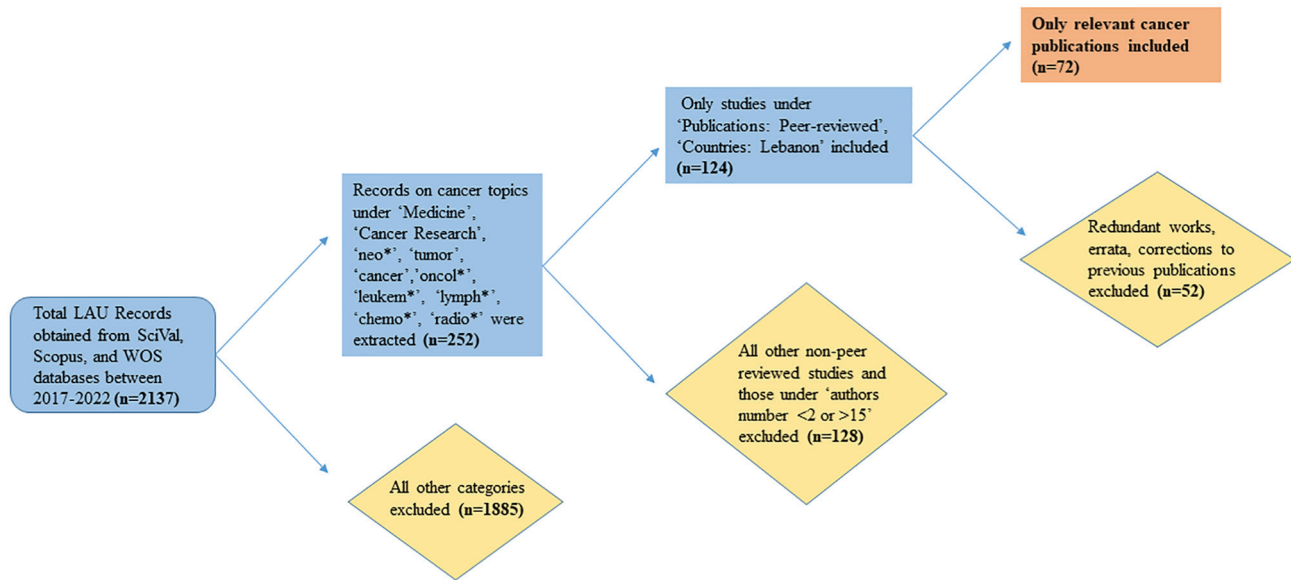 Total LAU Records
obtained from SciVal,
Scopus, and WOS
databases between
2017-2022 (n=2137)
Records on cancer topics
under ‘Medicine’,
‘Cancer Research’,
‘neo*’, ‘tumor’,
‘cancer’,‘oncol*’,
‘leukem*’, ‘lymph*’,
‘chemo*’, ‘radio*’ were
extracted (n=252)
All other categories
excluded (n=1885)
Only studies under
‘Publications: Peer-reviewed’,
‘Countries: Lebanon’ included
(n=124)
All other non-peer
reviewed studies and
those under ‘authors
number <2 or >15’
excluded (n=128)
Only relevant cancer
publications included
(n=72)
Redundant works,
errata, corrections to
previous publications
excluded (n=52)